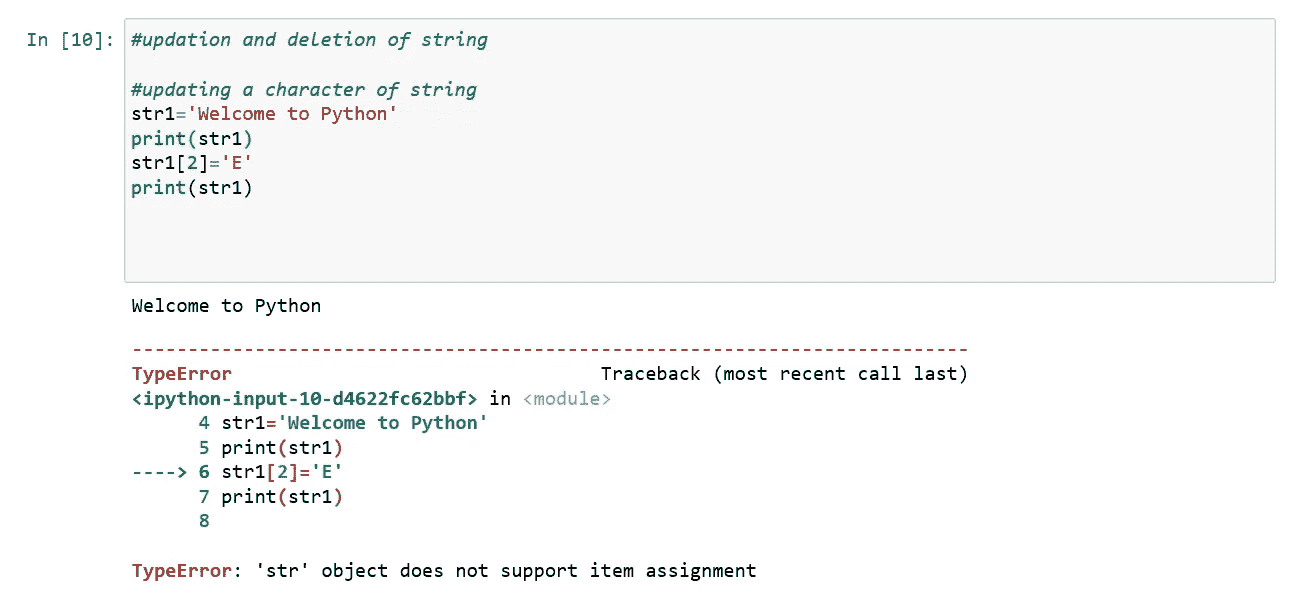 In [10]: #updation and deletion of string
#updating a character of string
str1='Welcome to Python'
print(str1)
str1[2]='E'
print(str1)
Welcome to Python
---------------------------------------------------------------------------
TypeError                                 Traceback (most recent call last)
<ipython-input-10-d4622fc62bbf> in <module>
      4 str1='Welcome to Python'
      5 print(str1)
----> 6 str1[2]='E'
      7 print(str1)
      8
TypeError: 'str' object does not support item assignment